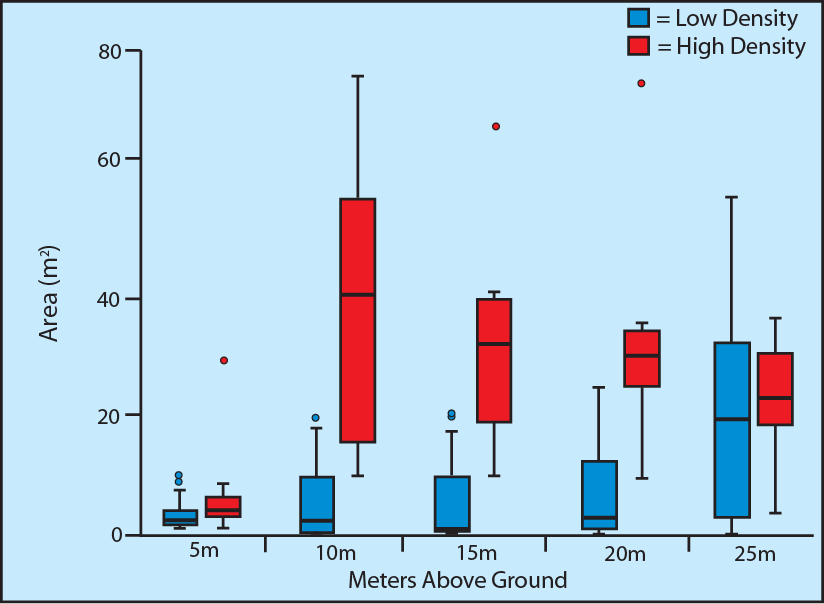 = Low Density
= High Density
80
60
40
20
0
Area (m²)
5m 10m 15m 20m 25m
Meters Above Ground